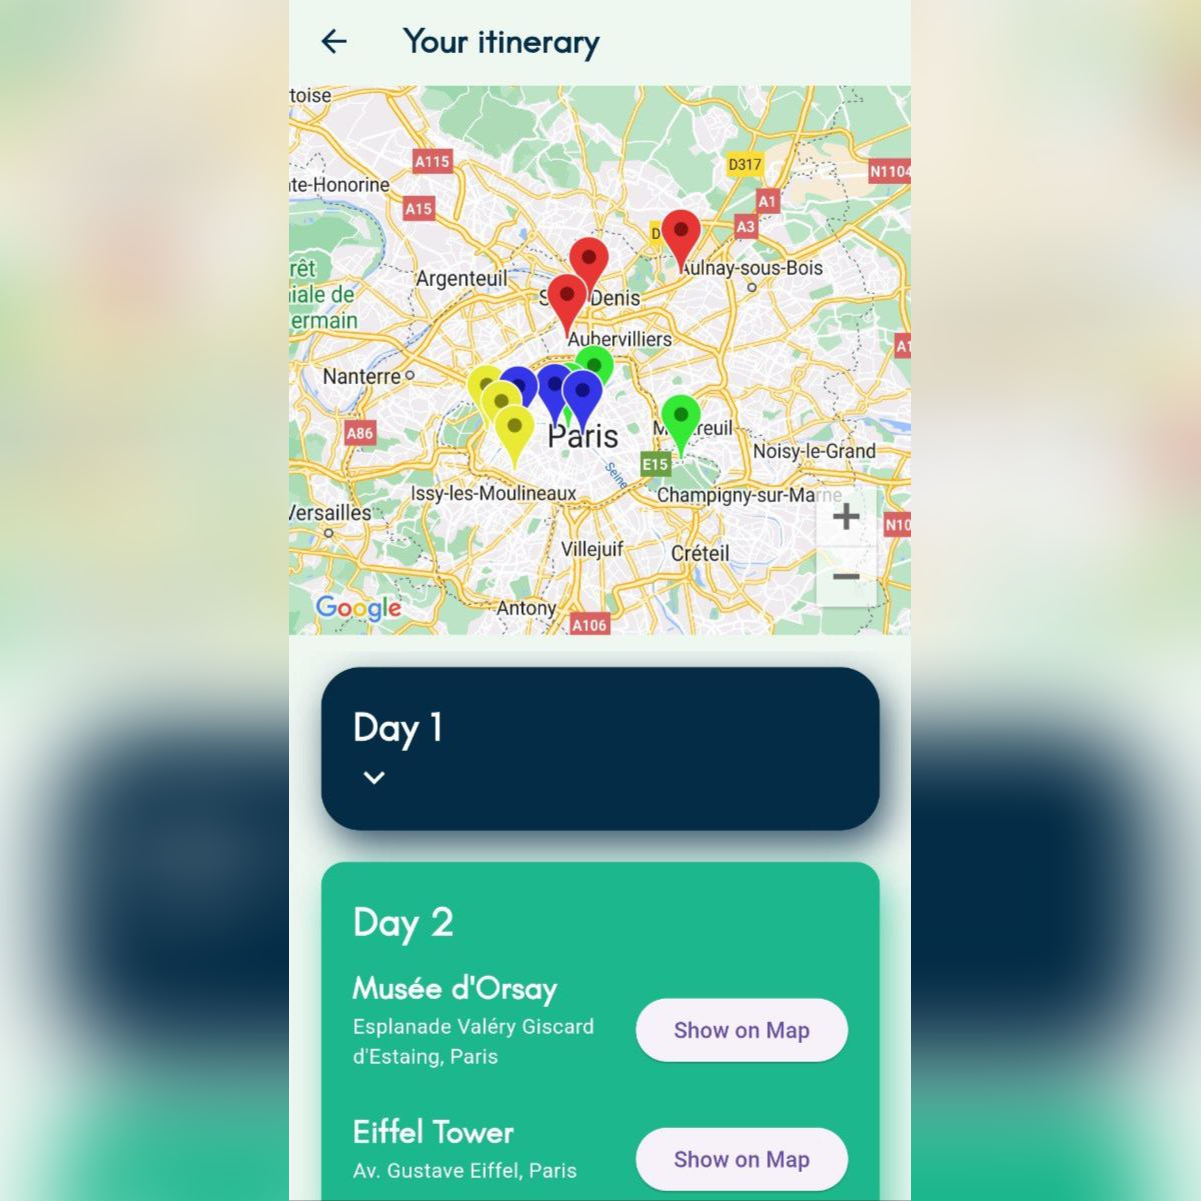 Your itinerary
toise
A115
D317
N1104
nte-Honorine
A15
A1
A3
D
rêt
iale de
ermain
Argenteuil
Aulnay-sous-Bois
Denis
Aubervilliers
A1
Nanterre
A86
Paris
reuil
Noisy-le-Grand
E15
Seine
Issy-les-Moulineaux
Champigny-sur-Marne
+
Versailles
N10
Villejuif
Créteil
−
Google
Antony
A106
Day 1
Day 2
Musée d'Orsay
Esplanade Valéry Giscard
d'Estaing, Paris
Show on Map
Eiffel Tower
Av. Gustave Eiffel, Paris
Show on Map